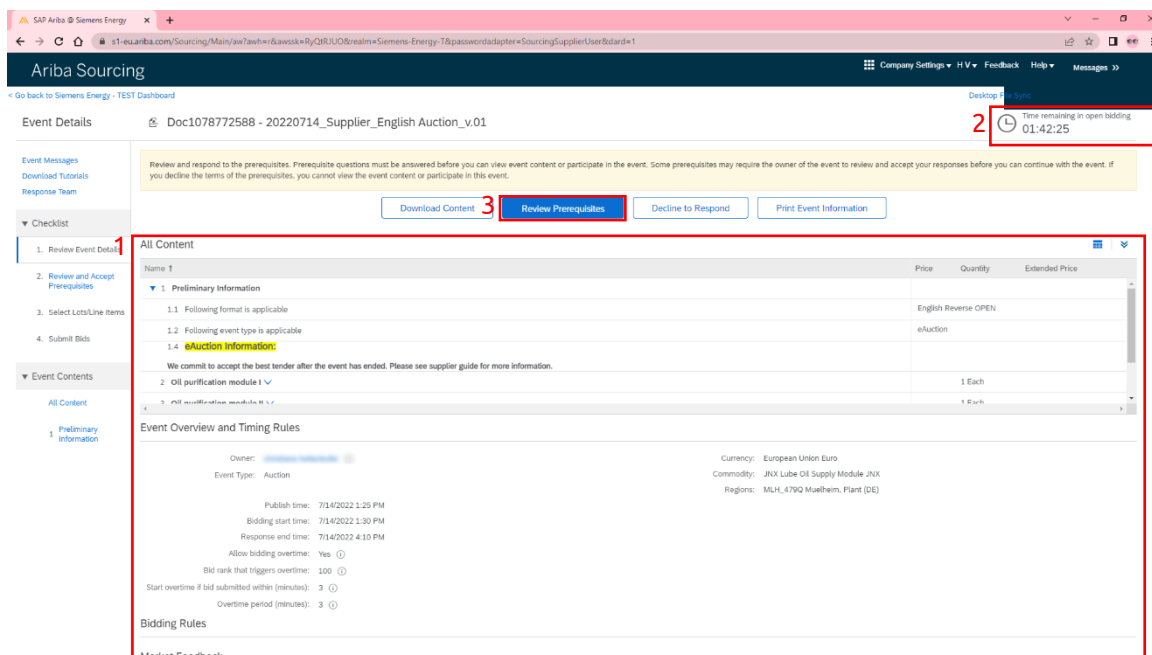 SAP Ariba @ Siemens Energy
s1-eu.ariba.com/Sourcing/Main/aw?awh=r&awssk=RyQtRJUO&realm=Siemens-Energy-T&passwordadapter=SourcingSupplierUser&dard=1
Ariba Sourcing
Company Settings H V Feedback Help Messages >>
< Go back to Siemens Energy - TEST Dashboard
Desktop File Sync
Event Details
Doc1078772588 - 20220714_Supplier_English Auction_v.01
2
Time remaining in open bidding
01:42:25
Event Messages
Download Tutorials
Response Team
Review and respond to the prerequisites. Prerequisite questions must be answered before you can view event content or participate in the event. Some prerequisites may require the owner of the event to review and accept your responses before you can continue with the event. If
you decline the terms of the prerequisites, you cannot view the event content or participate in this event.
Download Content
3
Review Prerequisites
Decline to Respond
Print Event Information
▼ Checklist
1. Review Event Details
2. Review and Accept
Prerequisites
3. Select Lots/Line Items
4. Submit Bids
▼ Event Contents
All Content
1 Preliminary
Information
1
All Content
Name ↑ Price Quantity Extended Price
▼ 1 Preliminary Information
1.1 Following format is applicable English Reverse OPEN
1.2 Following event type is applicable eAuction
1.4 eAuction Information:
We commit to accept the best tender after the event has ended. Please see supplier guide for more information.
2 Oil purification module I 1 Each
3 Oil purification module II 1 Each
Event Overview and Timing Rules
Owner:
Event Type: Auction
Currency: European Union Euro
Commodity: JNX Lube Oil Supply Module JNX
Regions: MLH_479Q Muelheim, Plant (DE)
Publish time: 7/14/2022 1:25 PM
Bidding start time: 7/14/2022 1:30 PM
Response end time: 7/14/2022 4:10 PM
Allow bidding overtime: Yes
Bid rank that triggers overtime: 100
Start overtime if bid submitted within (minutes): 3
Overtime period (minutes): 3
Bidding Rules
Market Feedback